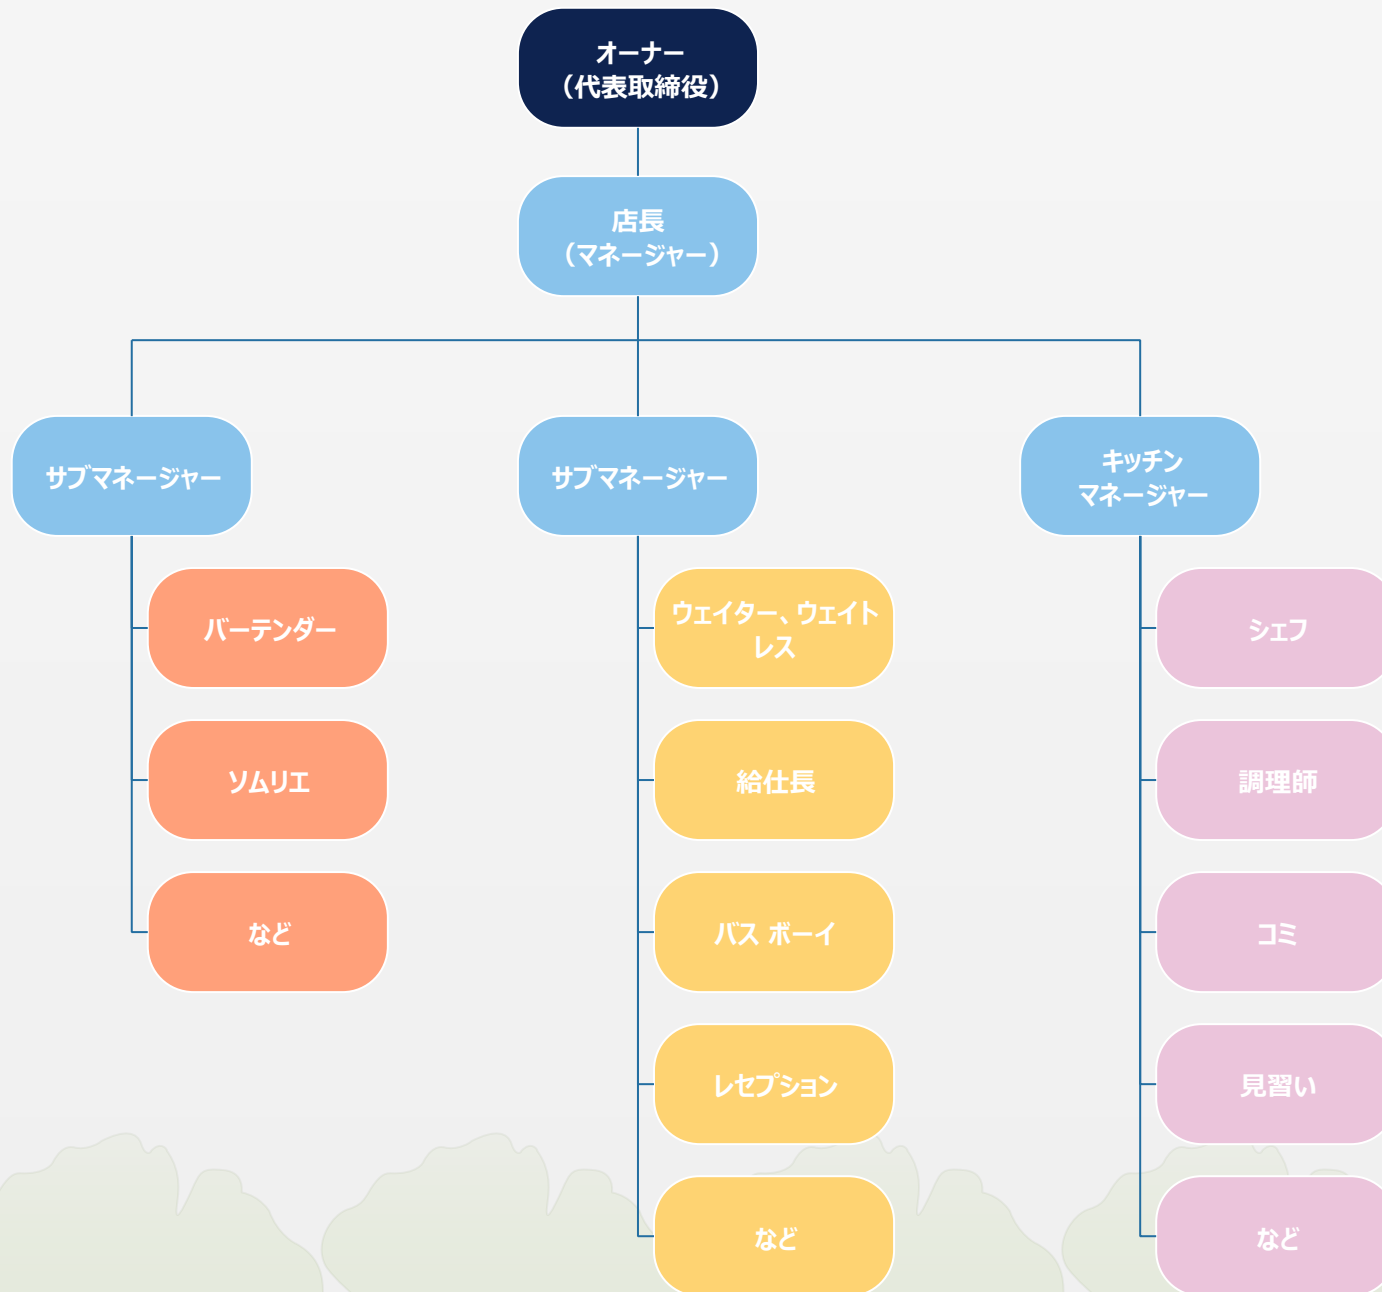 オーナー
（代表取締役）
店長
（マネージャー）
サブマネージャー
サブマネージャー
キッチン
マネージャー
バーテンダー
ソムリエ
など
ウェイター、ウェイト
レス
給仕長
バス ボーイ
レセプション
など
シェフ
調理師
コミ
見習い
など